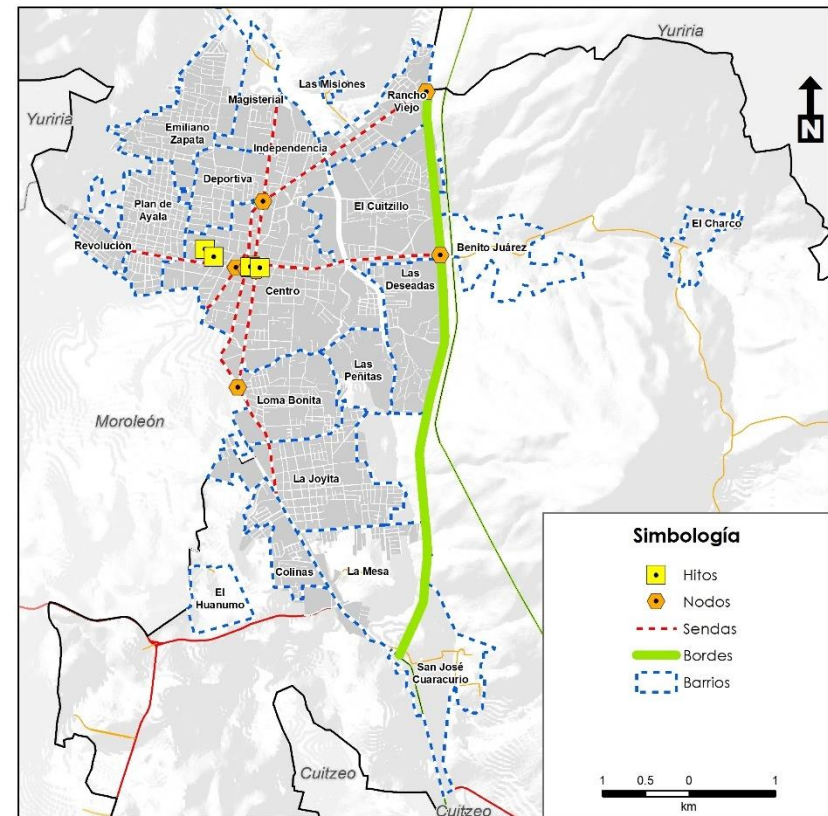 Yuriria
Las Misiones
Rancho
Viejo
Magisterial
Yuriria
Emiliano
Zapata
Independencia
Deportiva
N
Plan de
Ayala
El Cuitzillo
El Charco
Revolución
Benito Juárez
Las
Deseadas
Centro
Las
Peñitas
Loma Bonita
Moroleón
La Joyita
Simbología
Hitos
Nodos
Sendas
Bordes
Barrios
Colinas
La Mesa
El
Huanumo
San José
Cuaracurio
Cuitzeo
Cuitzeo
1 0.5 0 1
km